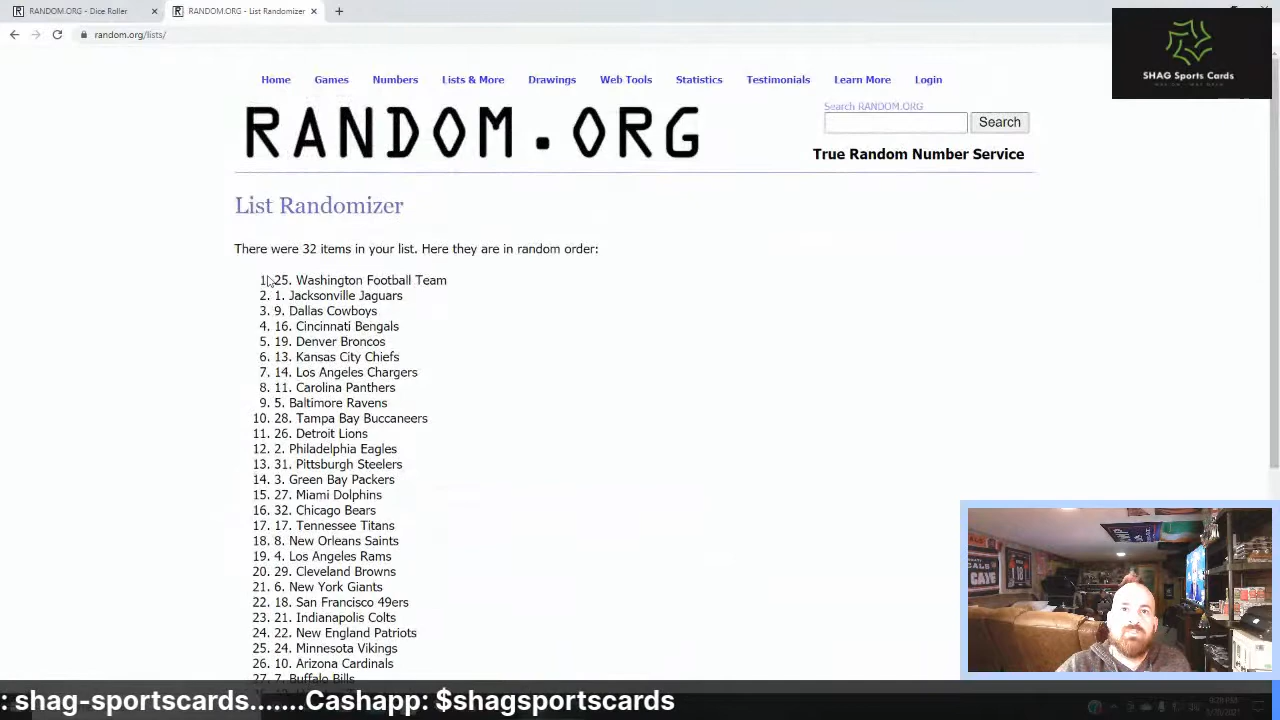 RANDOM.ORG - Dice Roller
RANDOM.ORG - List Randomizer
random.org/lists/
SHAG Sports Cards
Home Games Numbers Lists & More Drawings Web Tools Statistics Testimonials Learn More Login
RANDOM.ORG
Search RANDOM.ORG
Search
True Random Number Service
List Randomizer
There were 32 items in your list. Here they are in random order:
1. 25. Washington Football Team
2. 1. Jacksonville Jaguars
3. 9. Dallas Cowboys
4. 16. Cincinnati Bengals
5. 19. Denver Broncos
6. 13. Kansas City Chiefs
7. 14. Los Angeles Chargers
8. 11. Carolina Panthers
9. 5. Baltimore Ravens
10. 28. Tampa Bay Buccaneers
11. 26. Detroit Lions
12. 2. Philadelphia Eagles
13. 31. Pittsburgh Steelers
14. 3. Green Bay Packers
15. 27. Miami Dolphins
16. 32. Chicago Bears
17. 17. Tennessee Titans
18. 8. New Orleans Saints
19. 4. Los Angeles Rams
20. 29. Cleveland Browns
21. 6. New York Giants
22. 18. San Francisco 49ers
23. 21. Indianapolis Colts
24. 22. New England Patriots
25. 24. Minnesota Vikings
26. 10. Arizona Cardinals
27. 7. Buffalo Bills
: shag-sportscards.......Cashapp: $shagsportscards